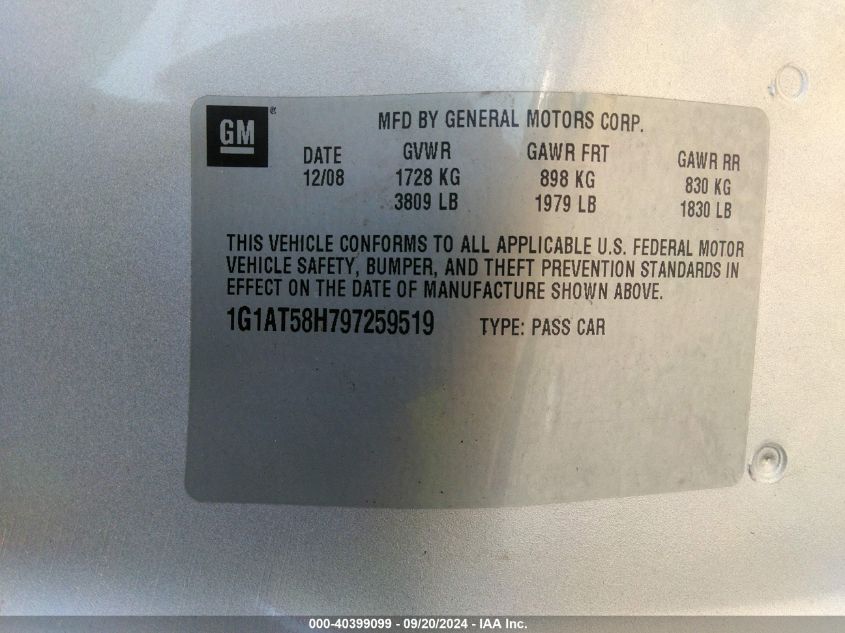 GM ®
MFD BY GENERAL MOTORS CORP.
DATE GVWR GAWR FRT GAWR RR
12/08 1728 KG 898 KG 830 KG
3809 LB 1979 LB 1830 LB
THIS VEHICLE CONFORMS TO ALL APPLICABLE U.S. FEDERAL MOTOR
VEHICLE SAFETY, BUMPER, AND THEFT PREVENTION STANDARDS IN
EFFECT ON THE DATE OF MANUFACTURE SHOWN ABOVE.
1G1AT58H797259519 TYPE: PASS CAR
000-40399099 - 09/20/2024 - IAA Inc.